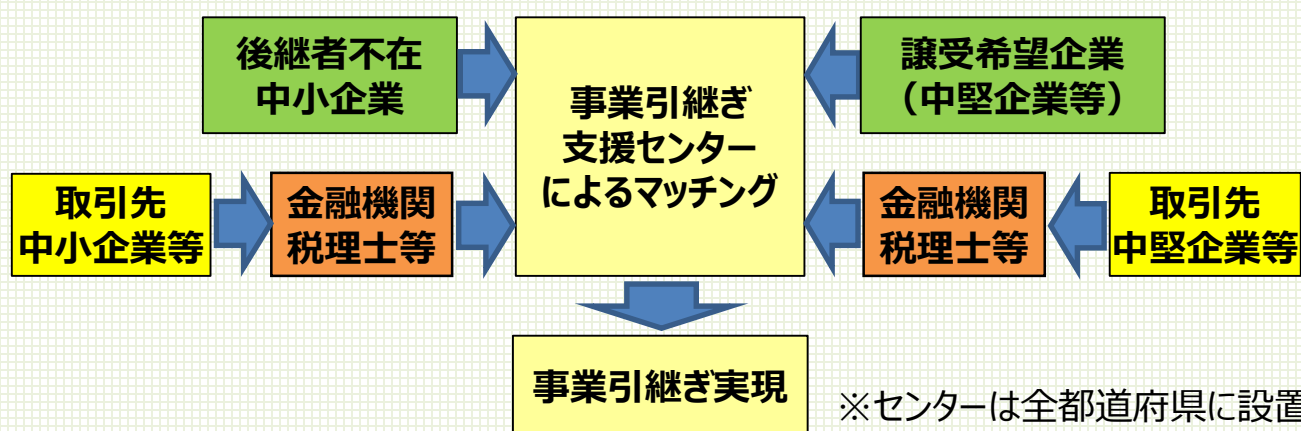 後継者不在
中小企業
事業引継ぎ
支援センター
によるマッチング
譲受希望企業
（中堅企業等）
取引先
中小企業等
金融機関
税理士等
金融機関
税理士等
取引先
中堅企業等
事業引継ぎ実現
※センターは全都道府県に設置